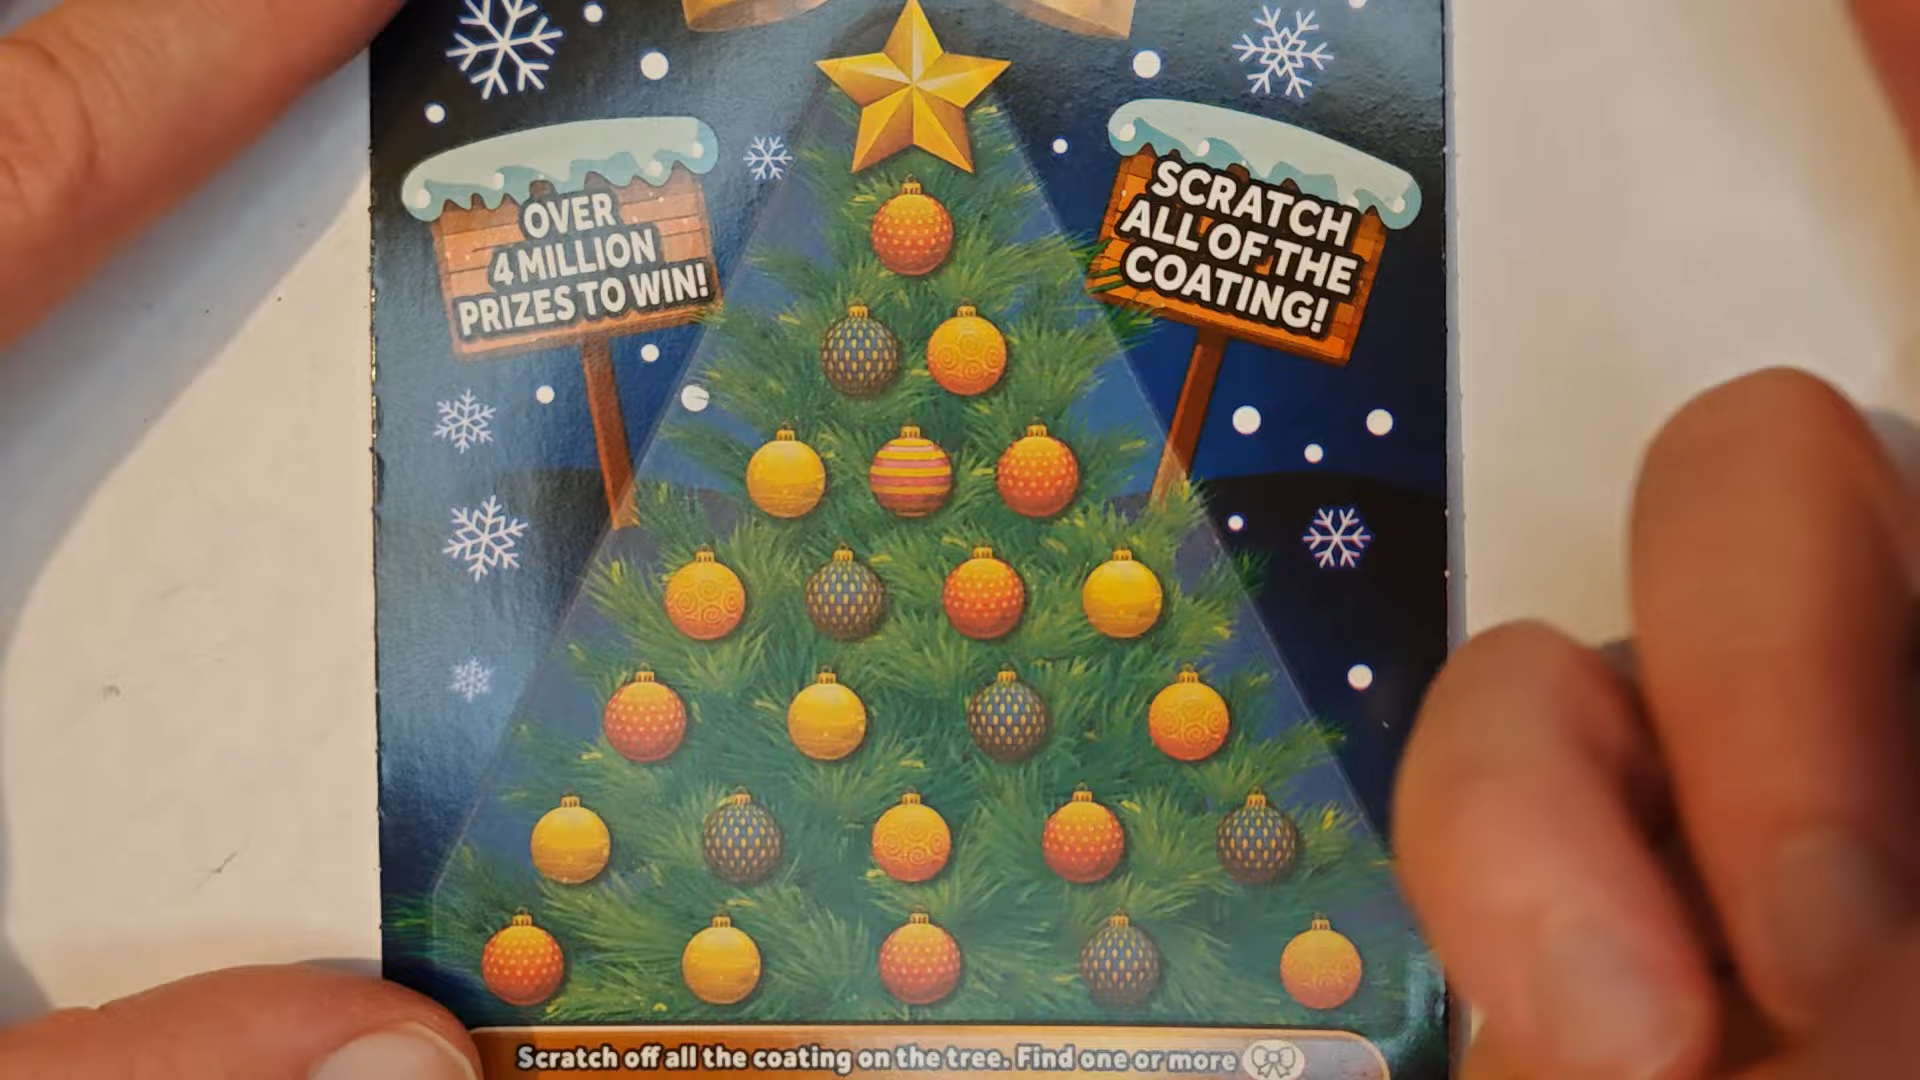 OVER
4 MILLION
PRIZES TO WIN!
SCRATCH
ALL OF THE
COATING!
Scratch off all the coating on the tree. Find one or more